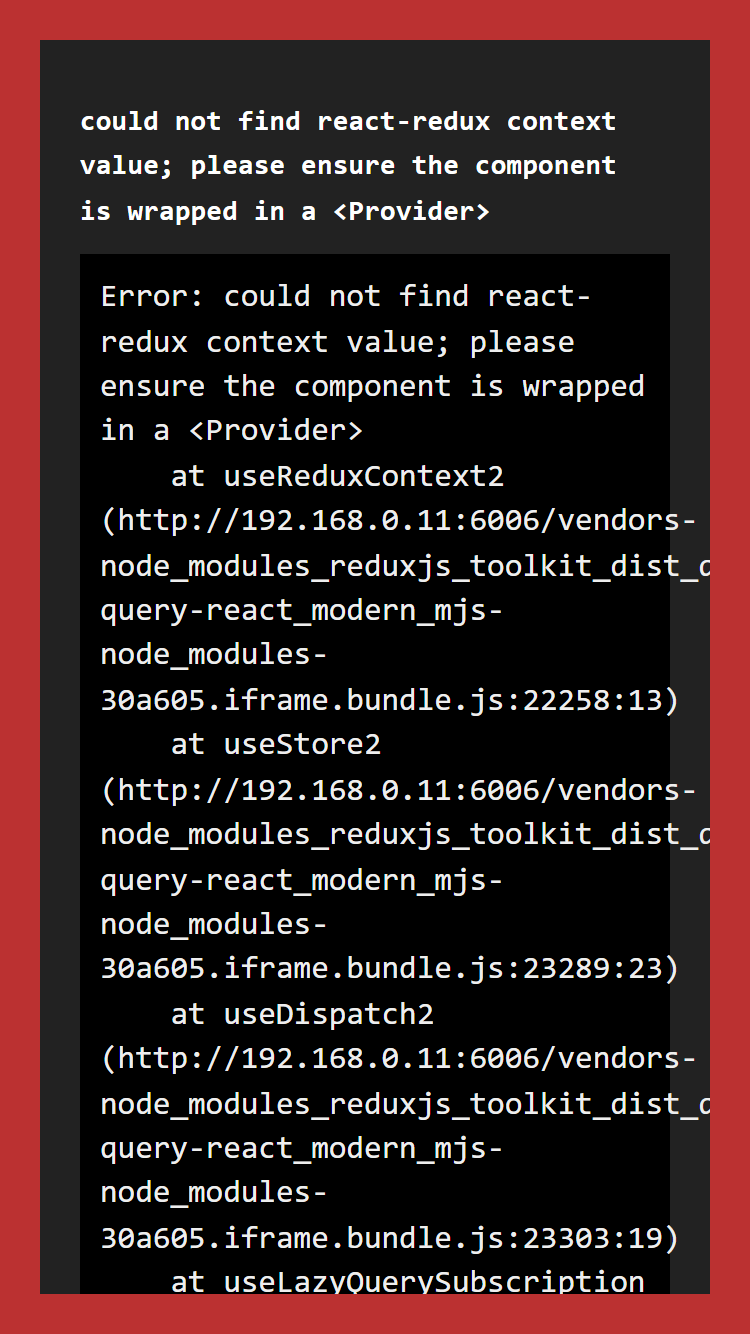 could not find react-redux context
value; please ensure the component
is wrapped in a <Provider>
Error: could not find react-
redux context value; please
ensure the component is wrapped
in a <Provider>
    at useReduxContext2
(http://192.168.0.11:6006/vendors-
node_modules_reduxjs_toolkit_dist_
query-react_modern_mjs-
node_modules-
30a605.iframe.bundle.js:22258:13)
    at useStore2
(http://192.168.0.11:6006/vendors-
node_modules_reduxjs_toolkit_dist_
query-react_modern_mjs-
node_modules-
30a605.iframe.bundle.js:23289:23)
    at useDispatch2
(http://192.168.0.11:6006/vendors-
node_modules_reduxjs_toolkit_dist_
query-react_modern_mjs-
node_modules-
30a605.iframe.bundle.js:23303:19)
    at useLazyQuerySubscription